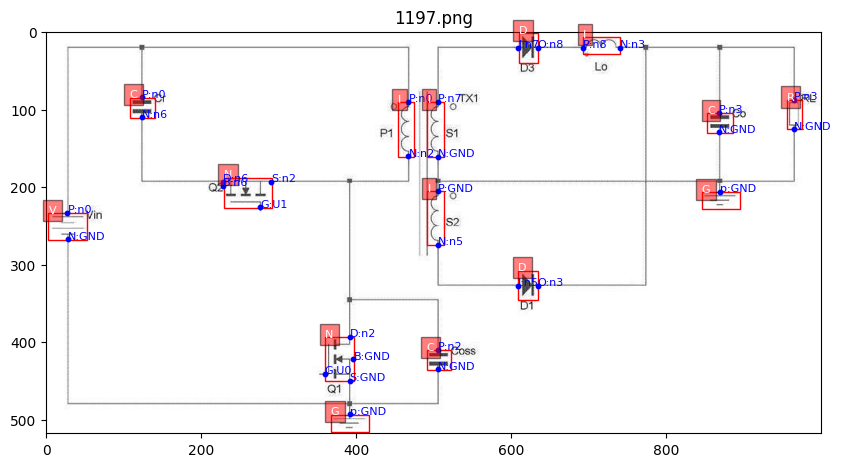 1197.png
D
I
P:n7 O:n8 P:n8 N:n3
D3
Lo
0
C
P:n0 Cr
N:n6
I
P:n0
P:n7 TX1
P1
S1
N:n2
N:GND
C
P:n3
Co
N:GND
R
P:n3 RL
N:GND
100
N
D:n6
S:n2
Q2
G:U1
I
P:GND
S2
N:n5
G
p:GND
200
V
P:n0
Vin
N:GND
D
O:n3
D1
300
N
D:n2
B:GND
G:U0
S:GND
Q1
C
P:n2
Coss
N:GND
400
G
p:GND
500
0 200 400 600 800